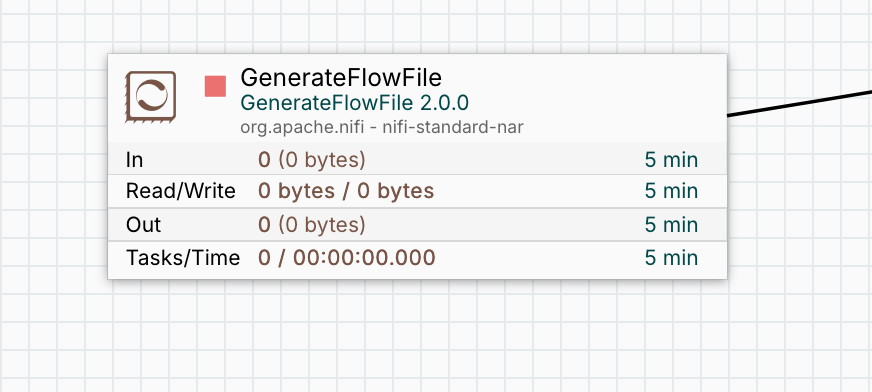 GenerateFlowFile
GenerateFlowFile 2.0.0
org.apache.nifi - nifi-standard-nar
In 0 (0 bytes) 5 min
Read/Write 0 bytes / 0 bytes 5 min
Out 0 (0 bytes) 5 min
Tasks/Time 0 / 00:00:00.000 5 min